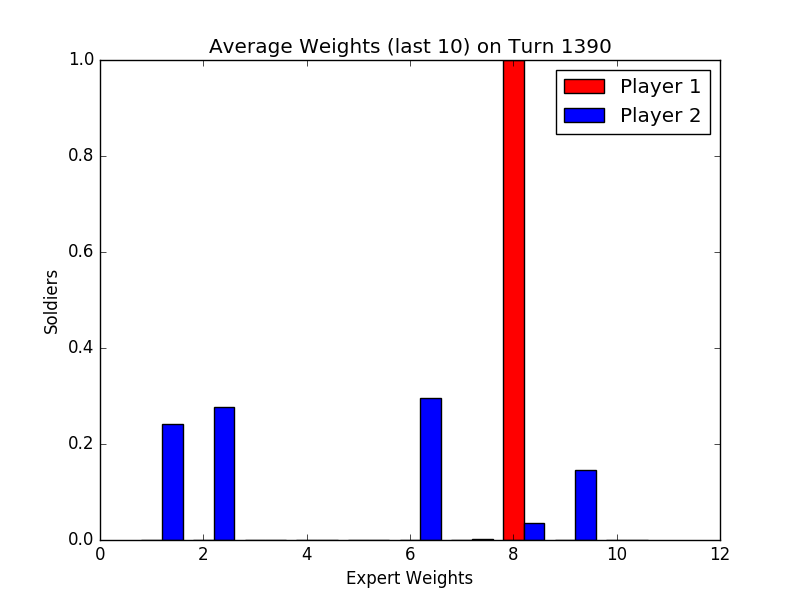 Average Weights (last 10) on Turn 1390
1.0
0.8
0.6
0.4
0.2
0.0
Soldiers
Player 1
Player 2
0 2 4 6 8 10 12
Expert Weights